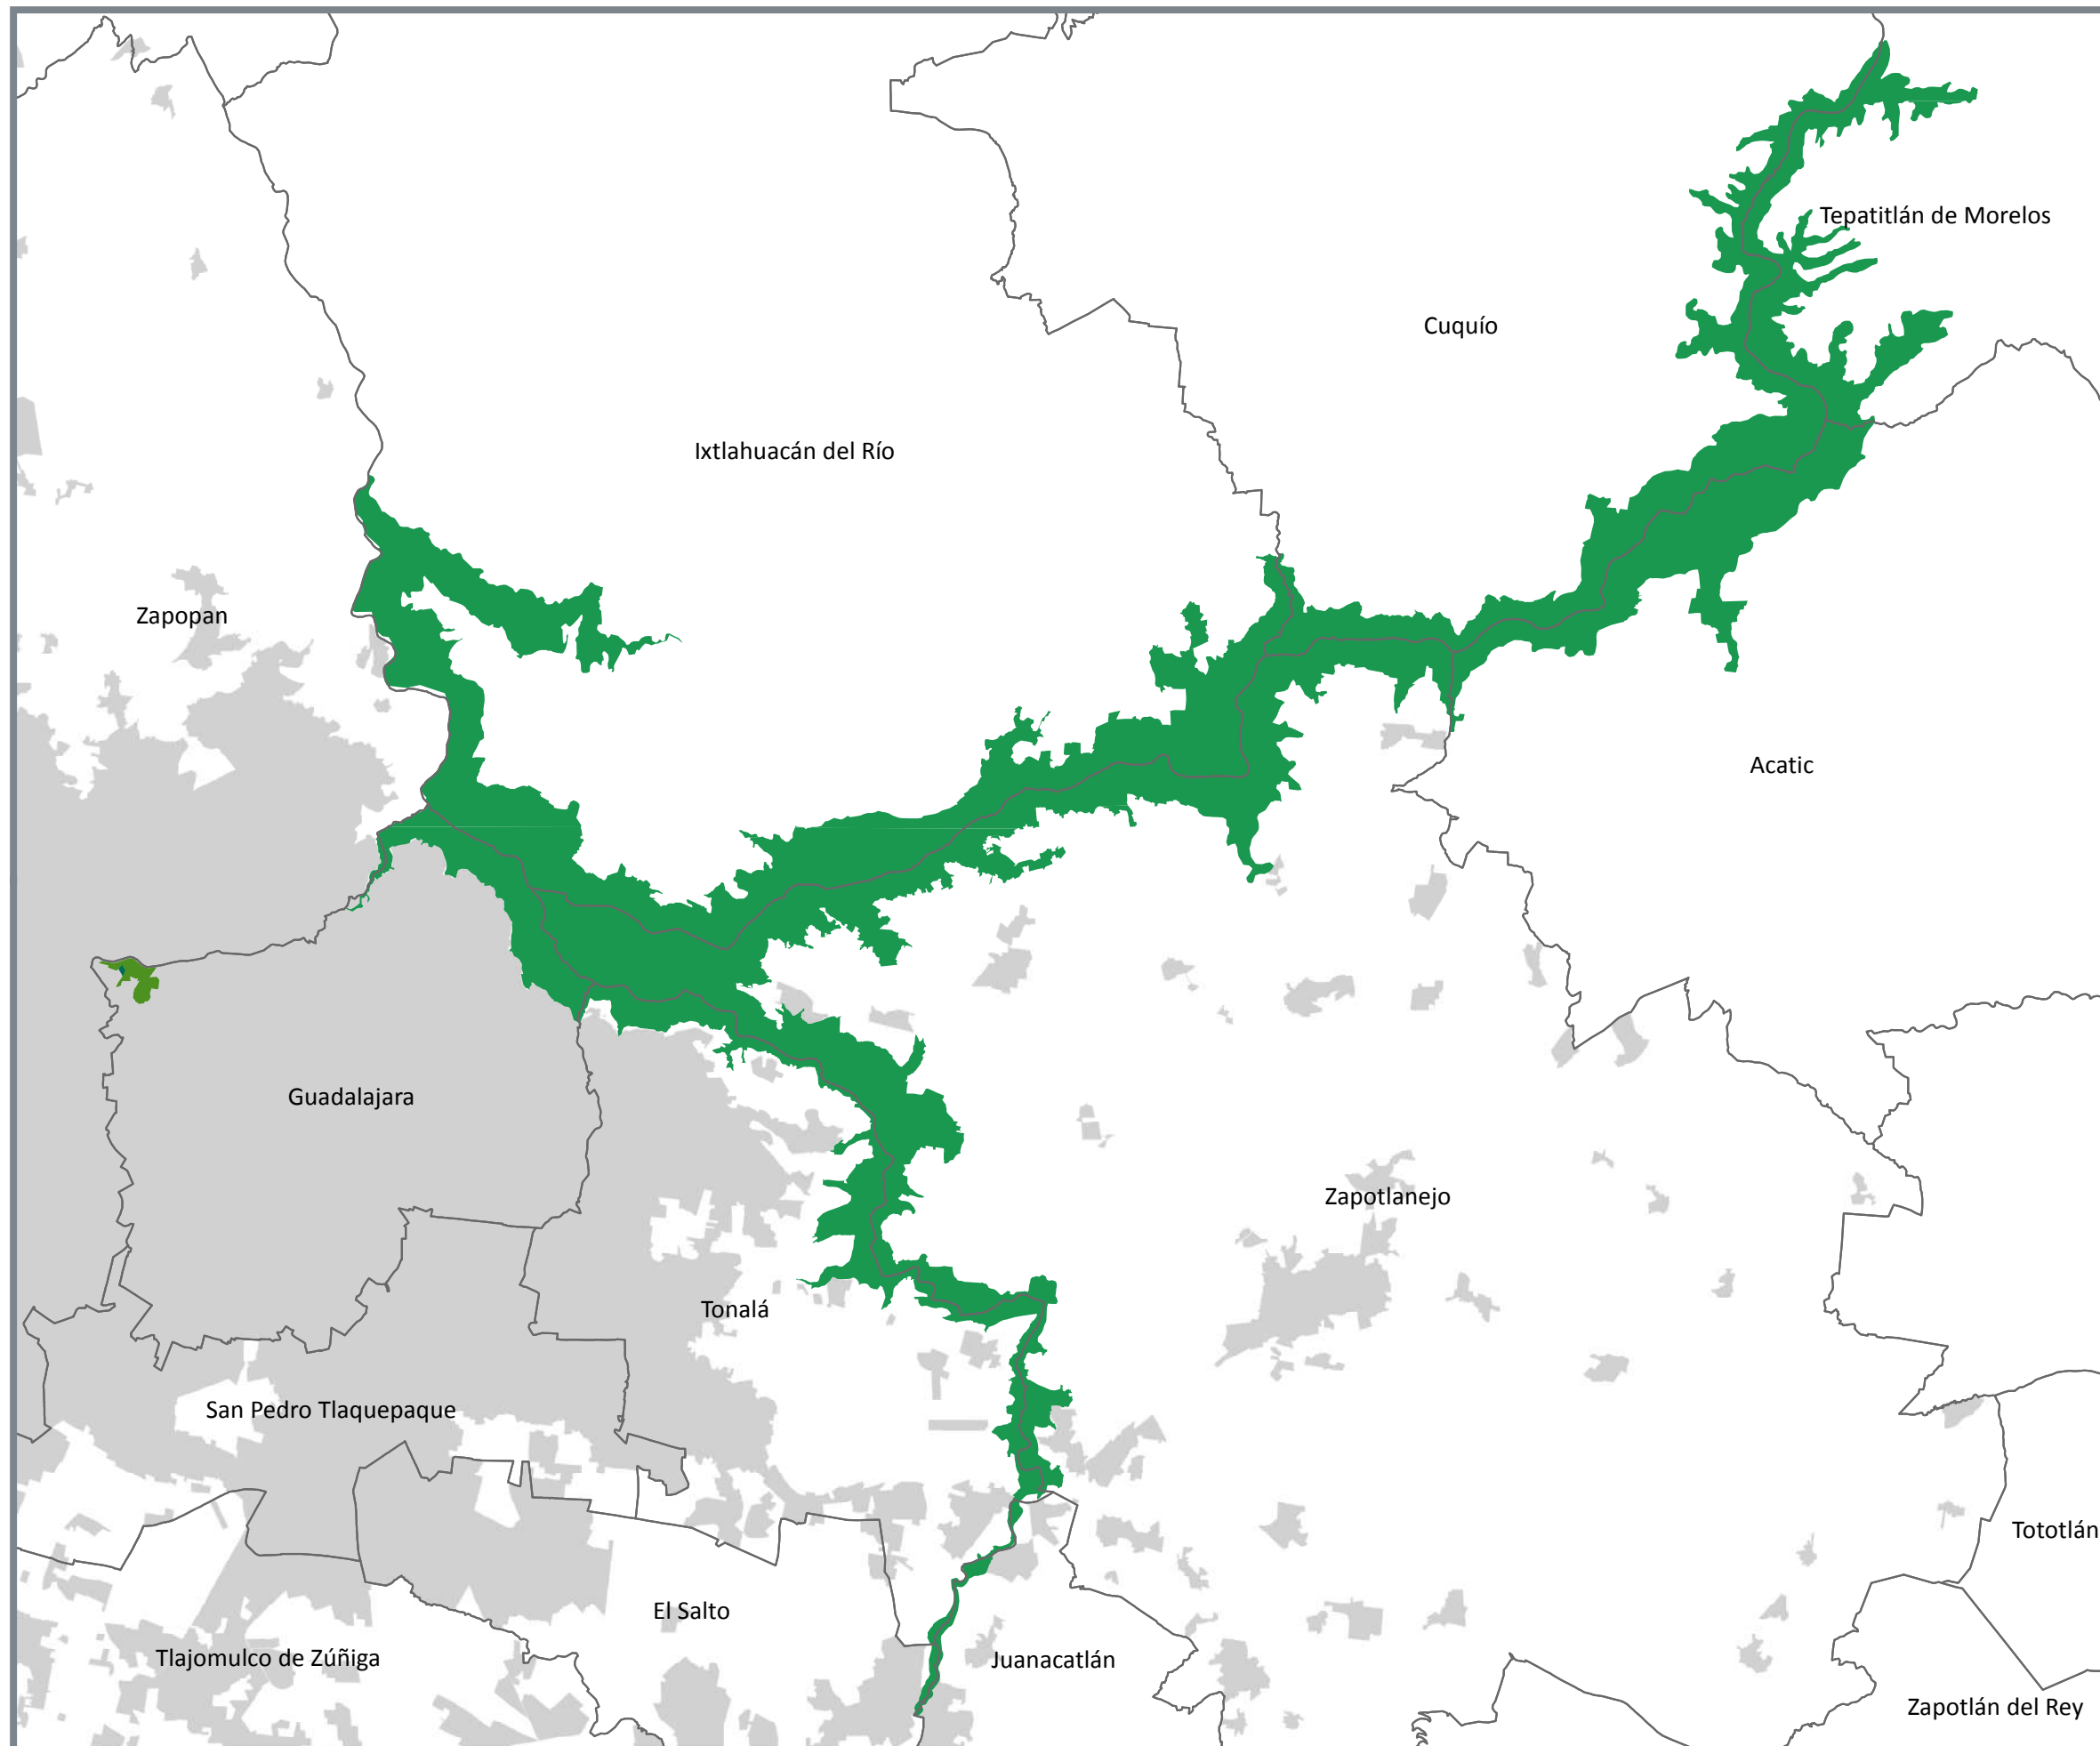 Tepatitlán de Morelos
Cuquío
Ixtlahuacán del Río
Zapopan
Acatic
Guadalajara
Zapotlanejo
Tonalá
San Pedro Tlaquepaque
Tototlán
El Salto
Tlajomulco de Zúñiga
Juanacatlán
Zapotlán del Rey